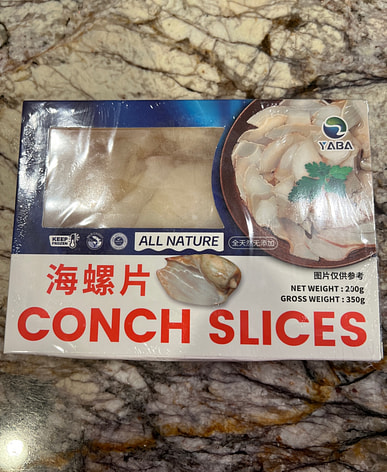 YABA
KEEP
FROZEN
ALL NATURE
全天然无添加
海螺片
图片仅供参考
NET WEIGHT : 200g
GROSS WEIGHT : 350g
CONCH SLICES